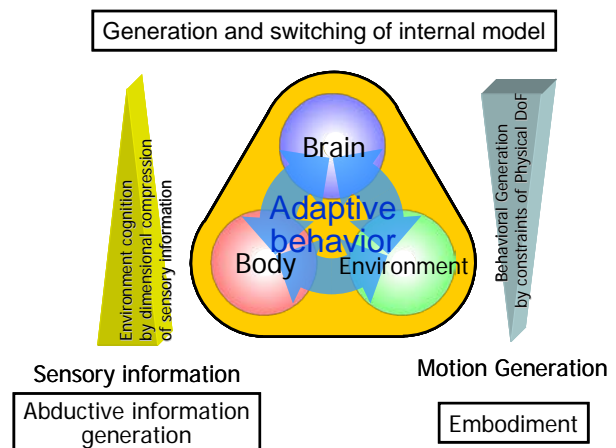 Generation and switching of internal model
Environment cognition
by dimensional compression
of sensory information
Brain
Adaptive
behavior
Body
Environment
Behavioral Generation
by constraints of Physical DoF
Sensory information
Motion Generation
Abductive information
generation
Embodiment